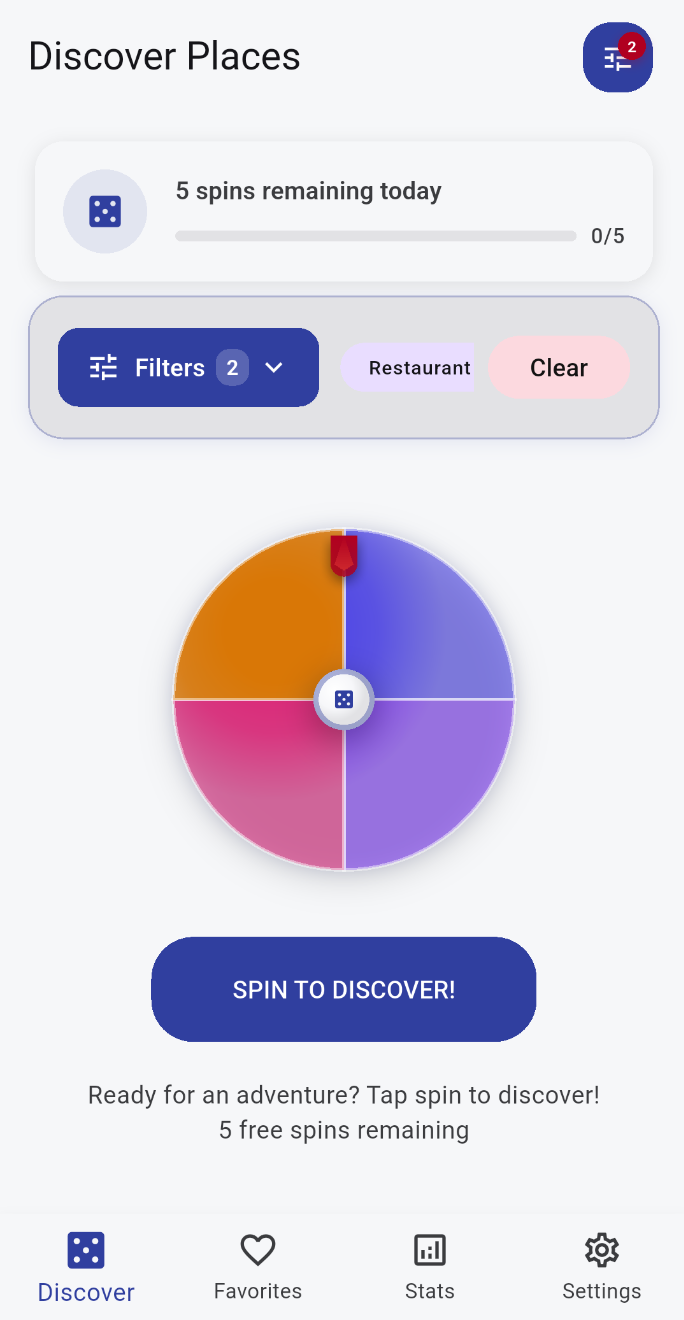 Discover Places
2
5 spins remaining today
0/5
Filters 2
Restaurant
Clear
SPIN TO DISCOVER!
Ready for an adventure? Tap spin to discover!
5 free spins remaining
Discover
Favorites
Stats
Settings